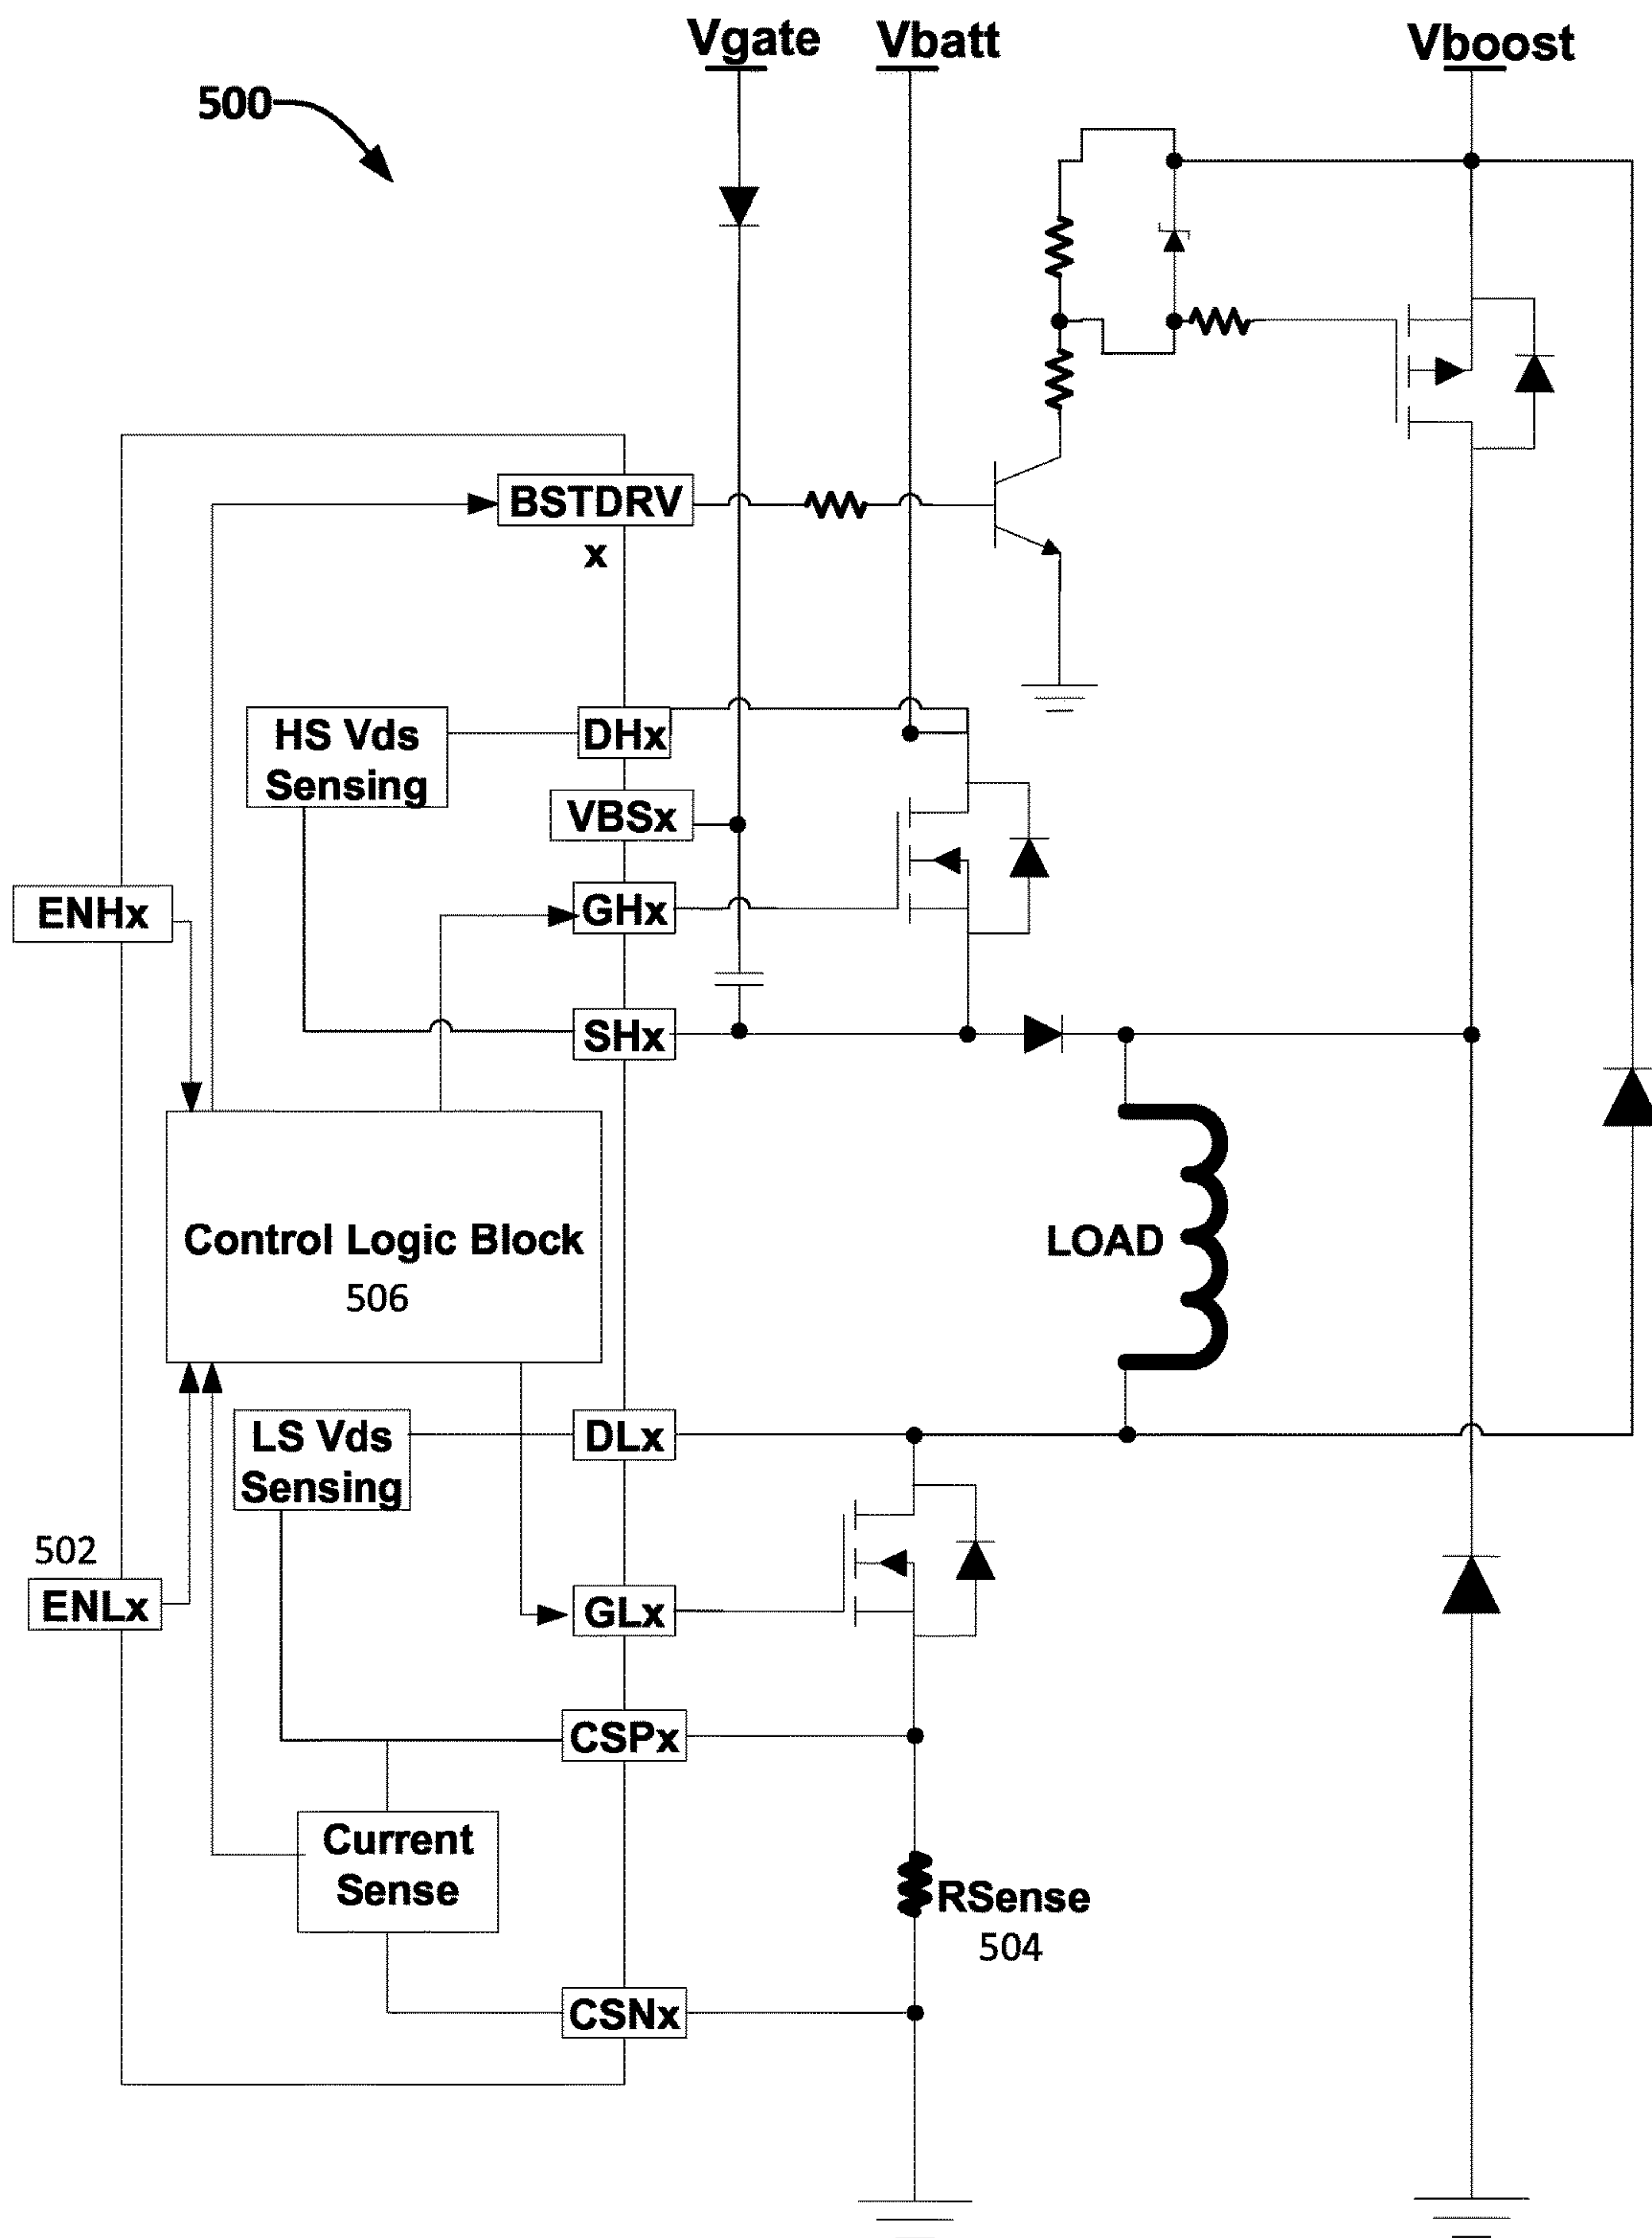 Vgate
Vbatt
Vboost
500
BSTDRV
x
HS Vds
Sensing
DHx
VBSx
GHx
ENHx
SHx
Control Logic Block
506
LOAD
LS Vds
Sensing
DLx
502
ENLx
GLx
CSPx
Current
Sense
RSense
504
CSNx